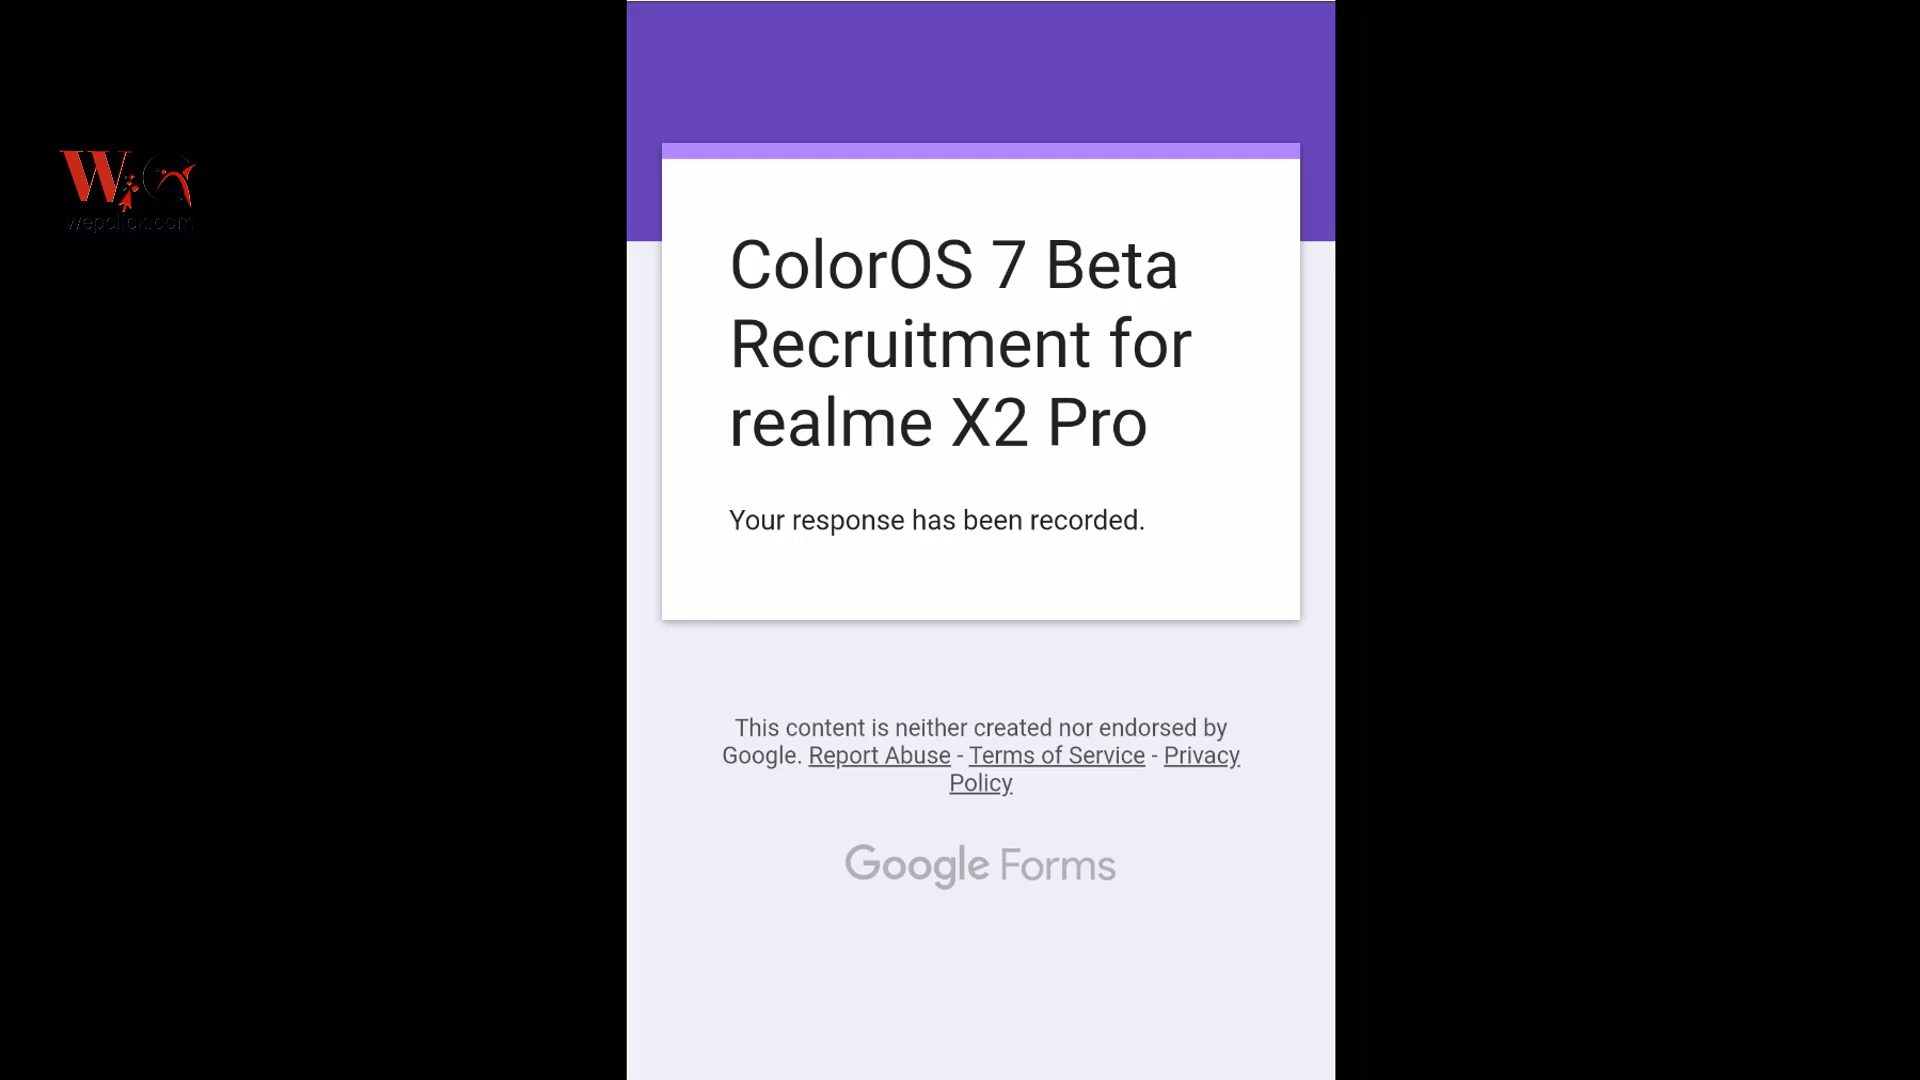 W
wepclick.com
ColorOS 7 Beta
Recruitment for
realme X2 Pro
Your response has been recorded.
This content is neither created nor endorsed by
Google. Report Abuse - Terms of Service - Privacy
Policy
Google Forms